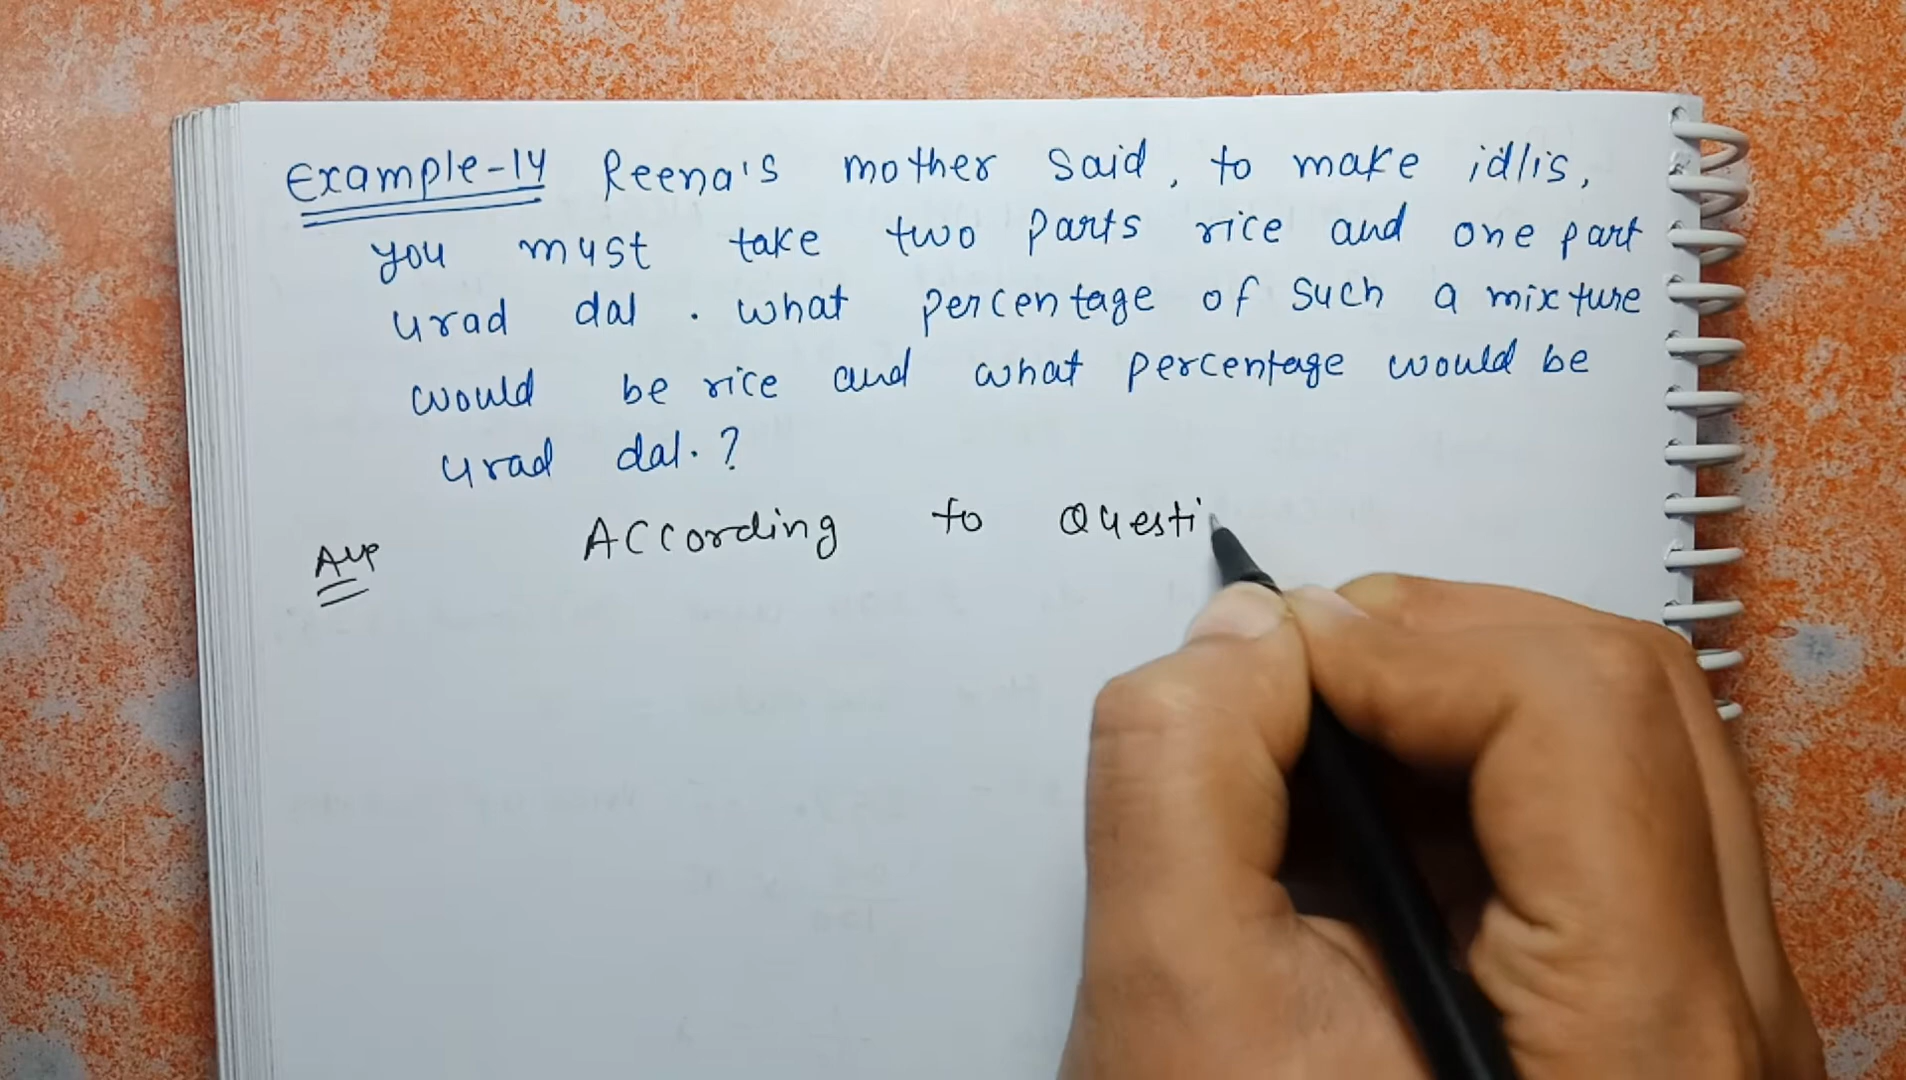 Example-14 Reena's mother said, to make idlis,
you must take two parts rice and one part
urad dal. what percentage of such a mixture
would be rice and what percentage would be
urad dal.?
According to Questi